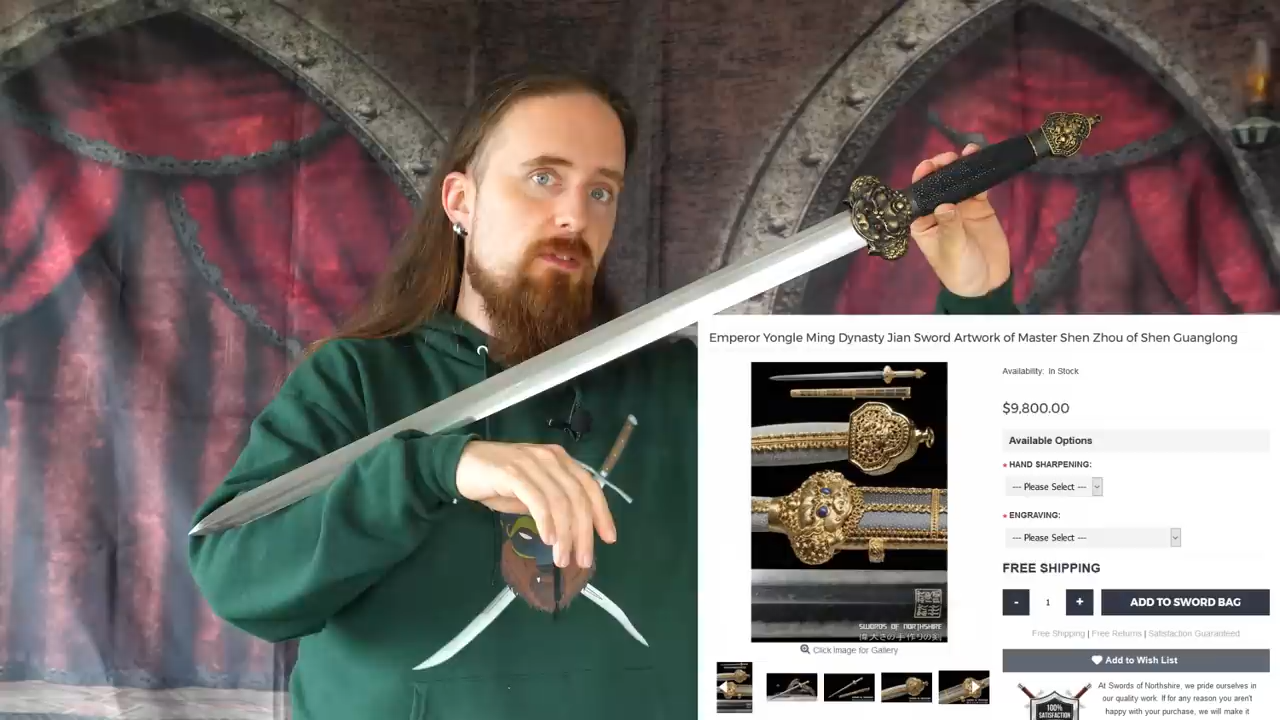 Emperor Yongle Ming Dynasty Jian Sword Artwork of Master Shen Zhou of Shen Guanglong
Availability: In Stock
$9,800.00
Available Options
* HAND SHARPENING:
--- Please Select ---
* ENGRAVING:
--- Please Select ---
FREE SHIPPING
- 1 + ADD TO SWORD BAG
Free Shipping | Free Returns | Satisfaction Guaranteed
Add to Wish List
SWORDS OF NORTHSHIRE
Click Image for Gallery
At Swords of Northshire, we pride ourselves in
our quality work. If for any reason you aren't
happy with your purchase, we will make it
100%
SATISFACTION